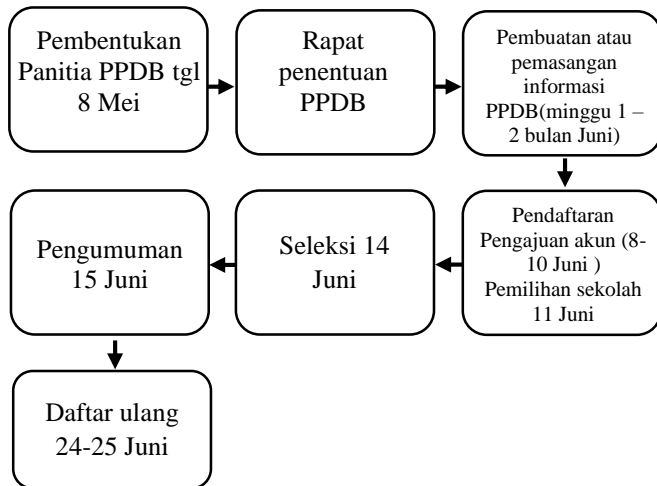 Pembentukan
Panitia PPDB tgl
8 Mei
Rapat
penentuan
PPDB
Pembuatan atau
pemasangan
informasi
PPDB(minggu 1 –
2 bulan Juni)
Pendaftaran
Pengajuan akun (8-
10 Juni )
Pemilihan sekolah
11 Juni
Seleksi 14
Juni
Pengumuman
15 Juni
Daftar ulang
24-25 Juni